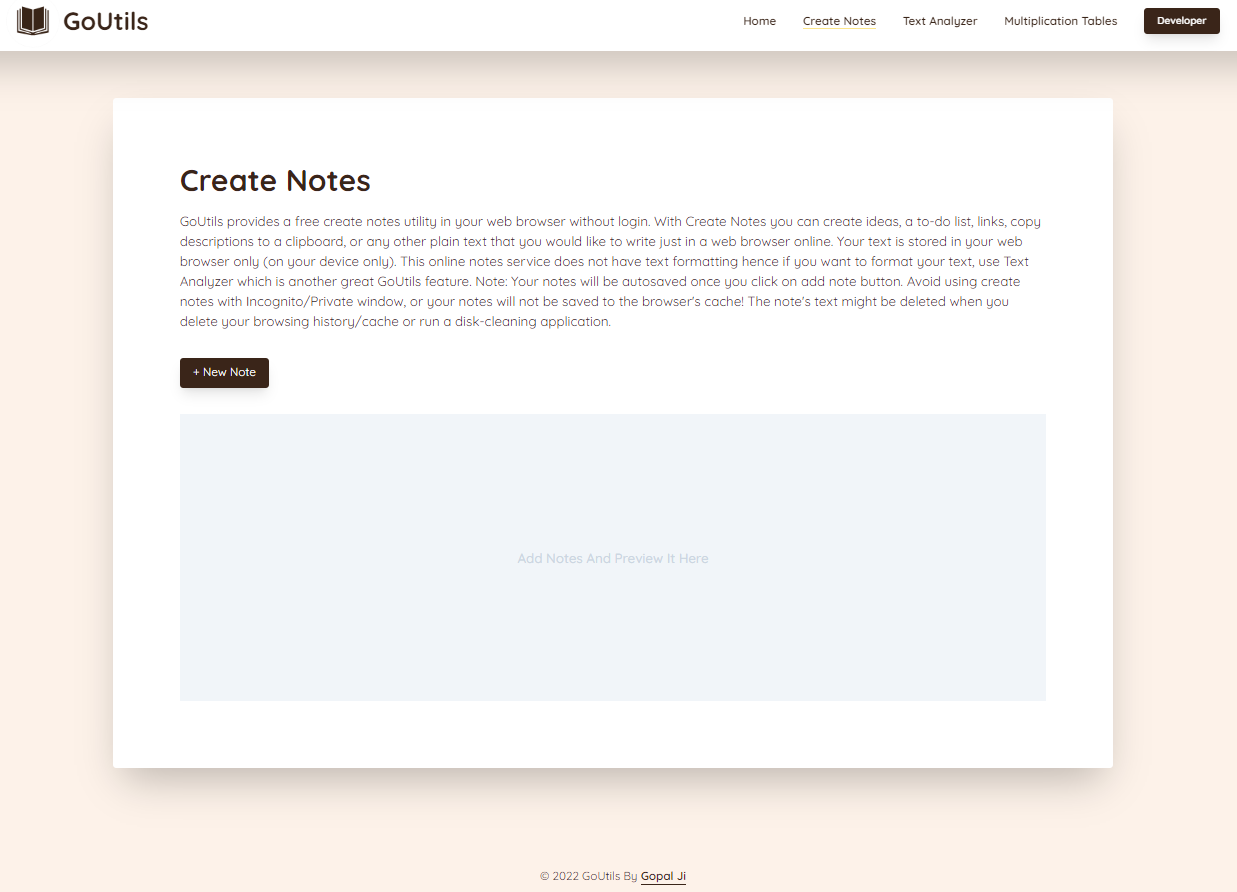 GoUtils
Home Create Notes Text Analyzer Multiplication Tables Developer
Create Notes
GoUtils provides a free create notes utility in your web browser without login. With Create Notes you can create ideas, a to-do list, links, copy
descriptions to a clipboard, or any other plain text that you would like to write just in a web browser online. Your text is stored in your web
browser only (on your device only). This online notes service does not have text formatting hence if you want to format your text, use Text
Analyzer which is another great GoUtils feature. Note: Your notes will be autosaved once you click on add note button. Avoid using create
notes with Incognito/Private window, or your notes will not be saved to the browser's cache! The note's text might be deleted when you
delete your browsing history/cache or run a disk-cleaning application.
+ New Note
Add Notes And Preview It Here
© 2022 GoUtils By Gopal Ji